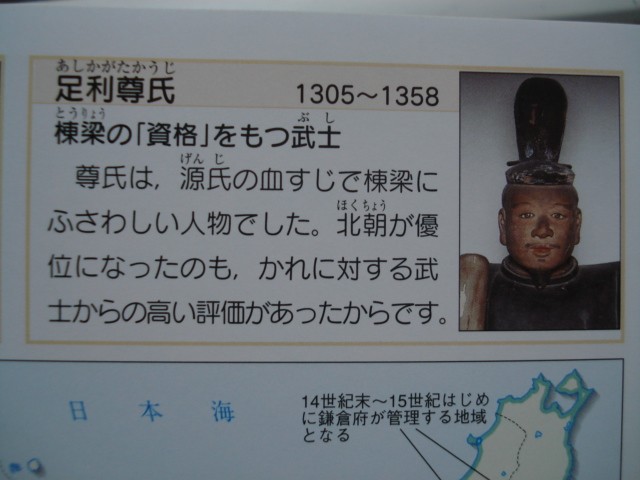 あしかがたかうじ
足利尊氏 1305～1358
とうりょう ぶし
棟梁の「資格」をもつ武士
げんじ
尊氏は，源氏の血すじで棟梁に
ほくちょう
ふさわしい人物でした。北朝が優
位になったのも，かれに対する武
士からの高い評価があったからです。
日本海
14世紀末～15世紀はじめ
に鎌倉府が管理する地域
となる